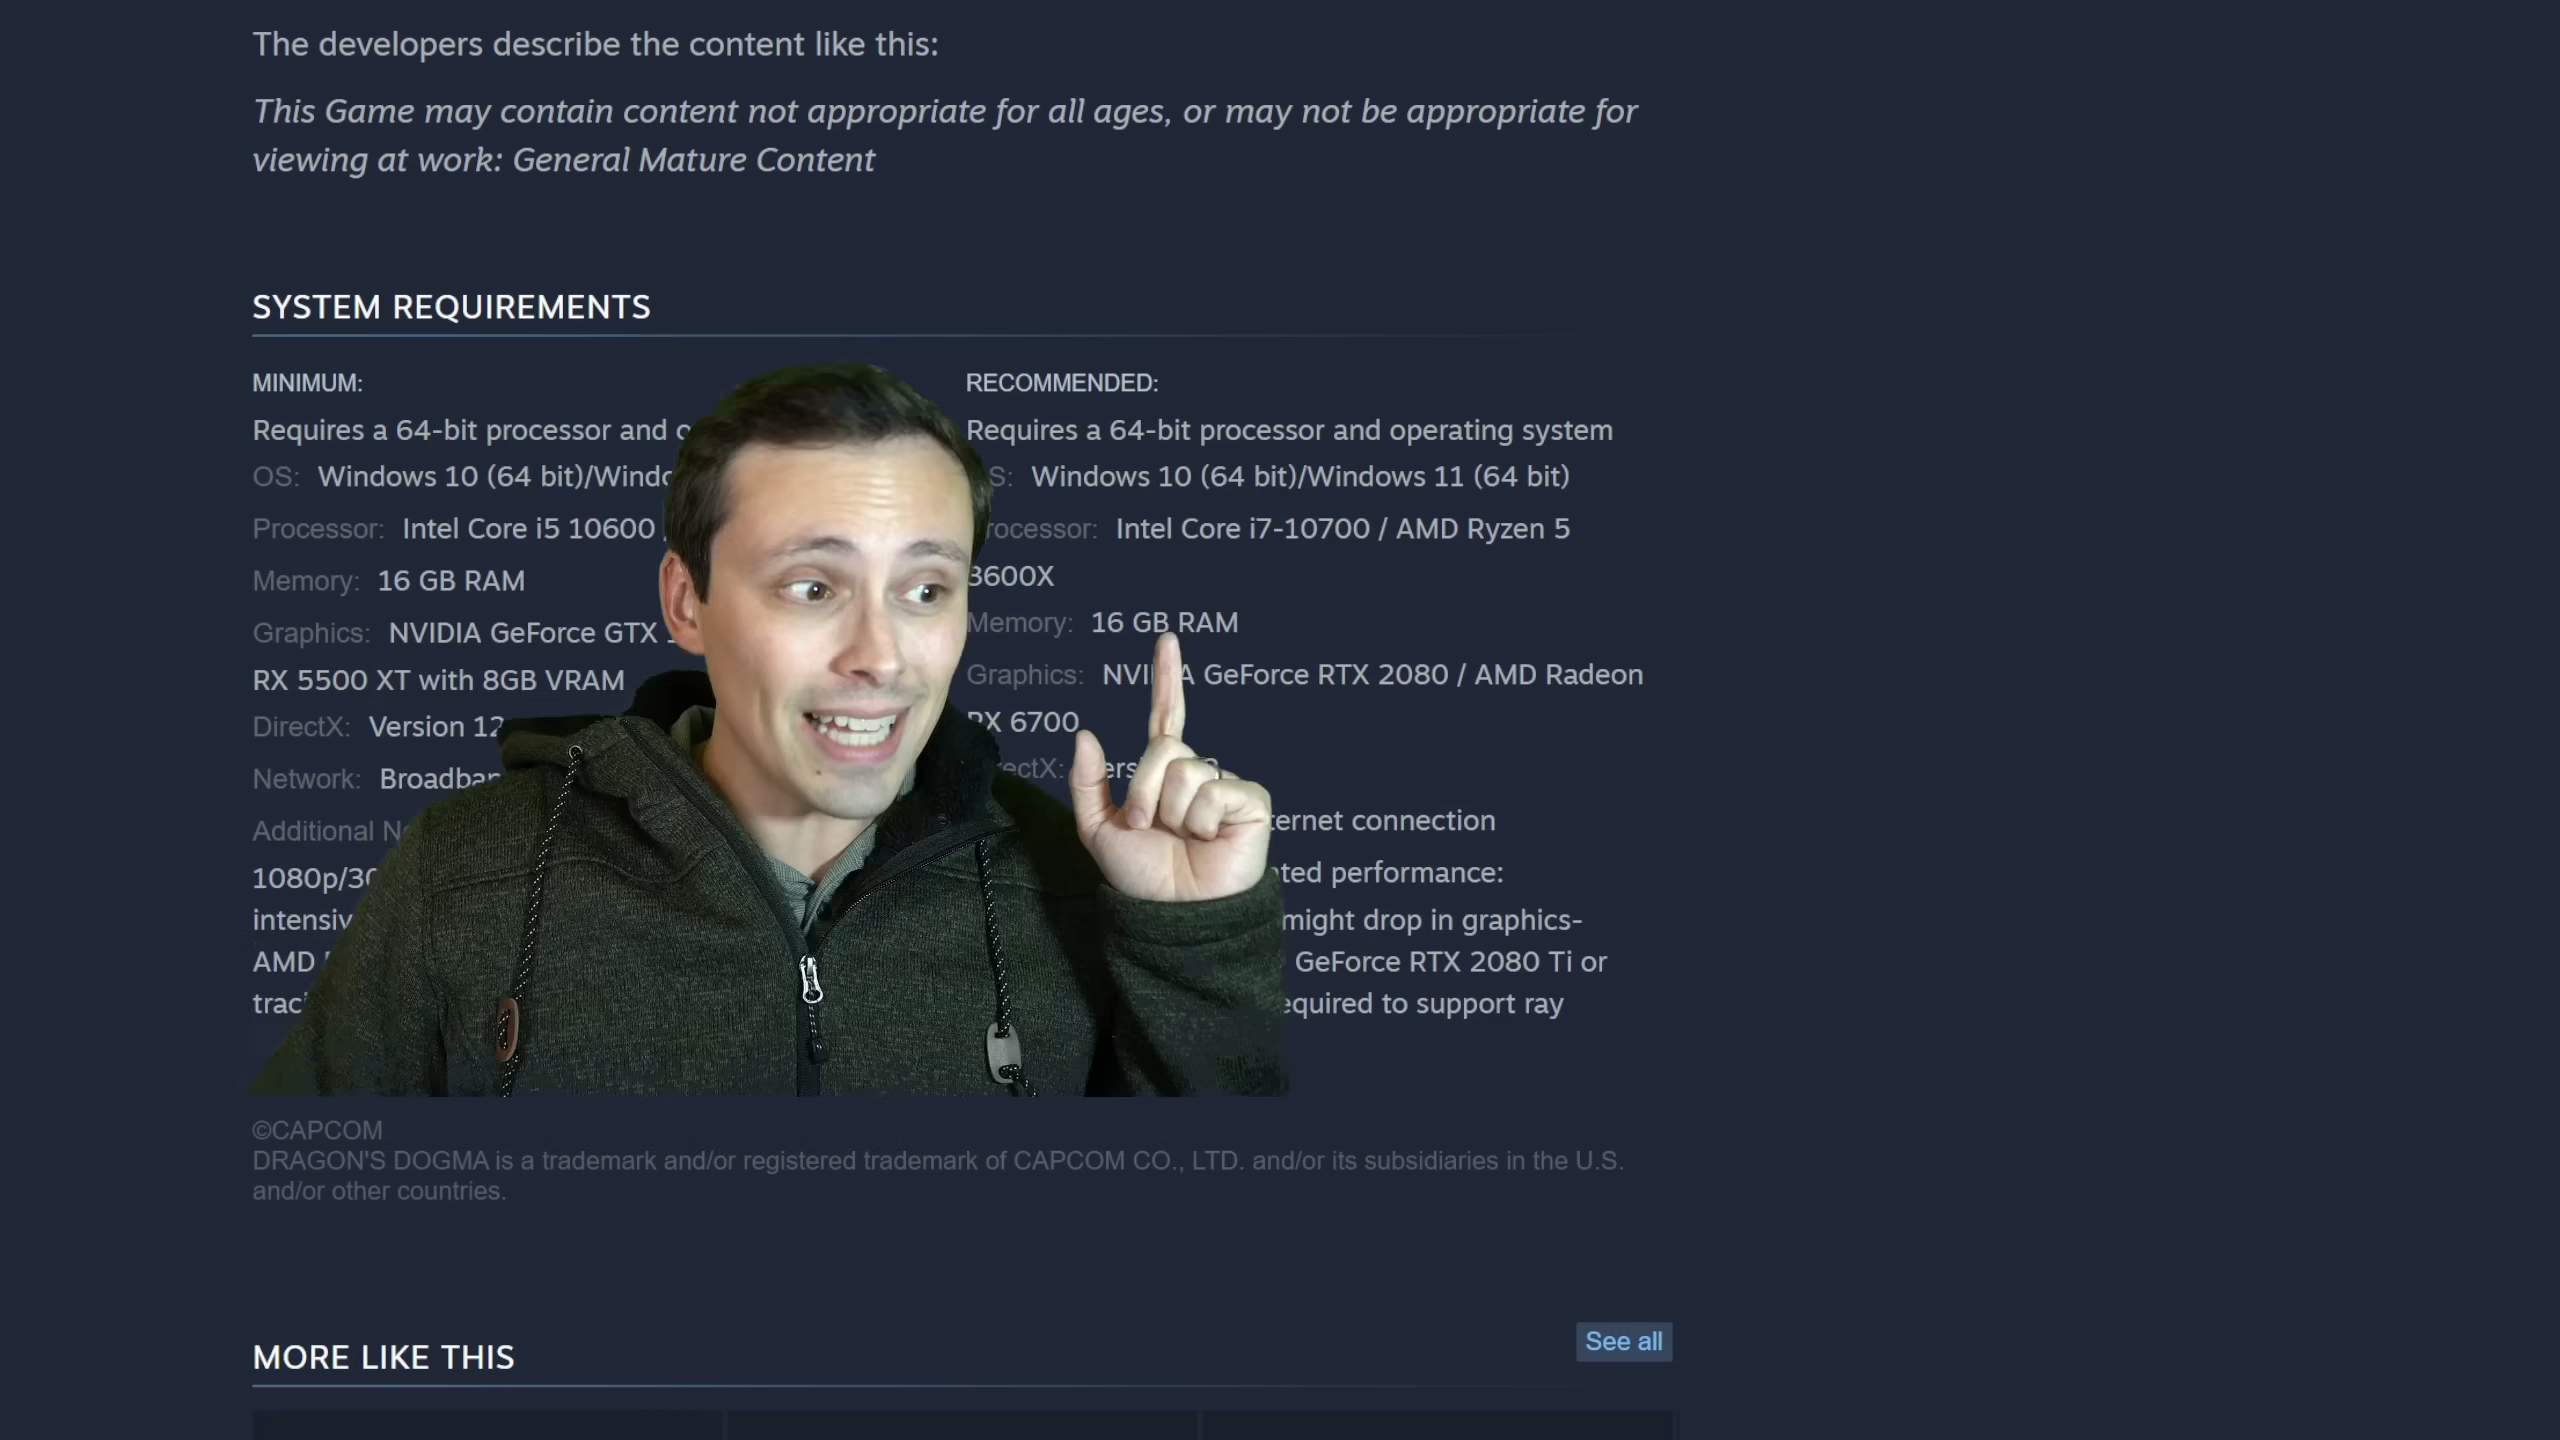 The developers describe the content like this:
This Game may contain content not appropriate for all ages, or may not be appropriate for
viewing at work: General Mature Content
SYSTEM REQUIREMENTS
MINIMUM:
Requires a 64-bit processor and
OS: Windows 10 (64 bit)/
Processor: Intel Core i5 10600
Memory: 16 GB RAM
Graphics: NVIDIA GeForce GTX
RX 5500 XT with 8GB VRAM
DirectX: Version 12
Network:
Additional
AMD
RECOMMENDED:
Requires a 64-bit processor and operating system
Windows 10 (64 bit)/Windows 11 (64 bit)
Intel Core i7-10700 / AMD Ryzen 5
3600X
Memory: 16 GB RAM
Graphics: GeForce RTX 2080 / AMD Radeon
RX 6700
connection
performance:
might drop in graphics-
GeForce RTX 2080 Ti or
to support ray
©CAPCOM
DRAGON'S DOGMA is a trademark and/or registered trademark of CAPCOM CO., LTD. and/or its subsidiaries in the U.S.
and/or other countries.
MORE LIKE THIS
See all